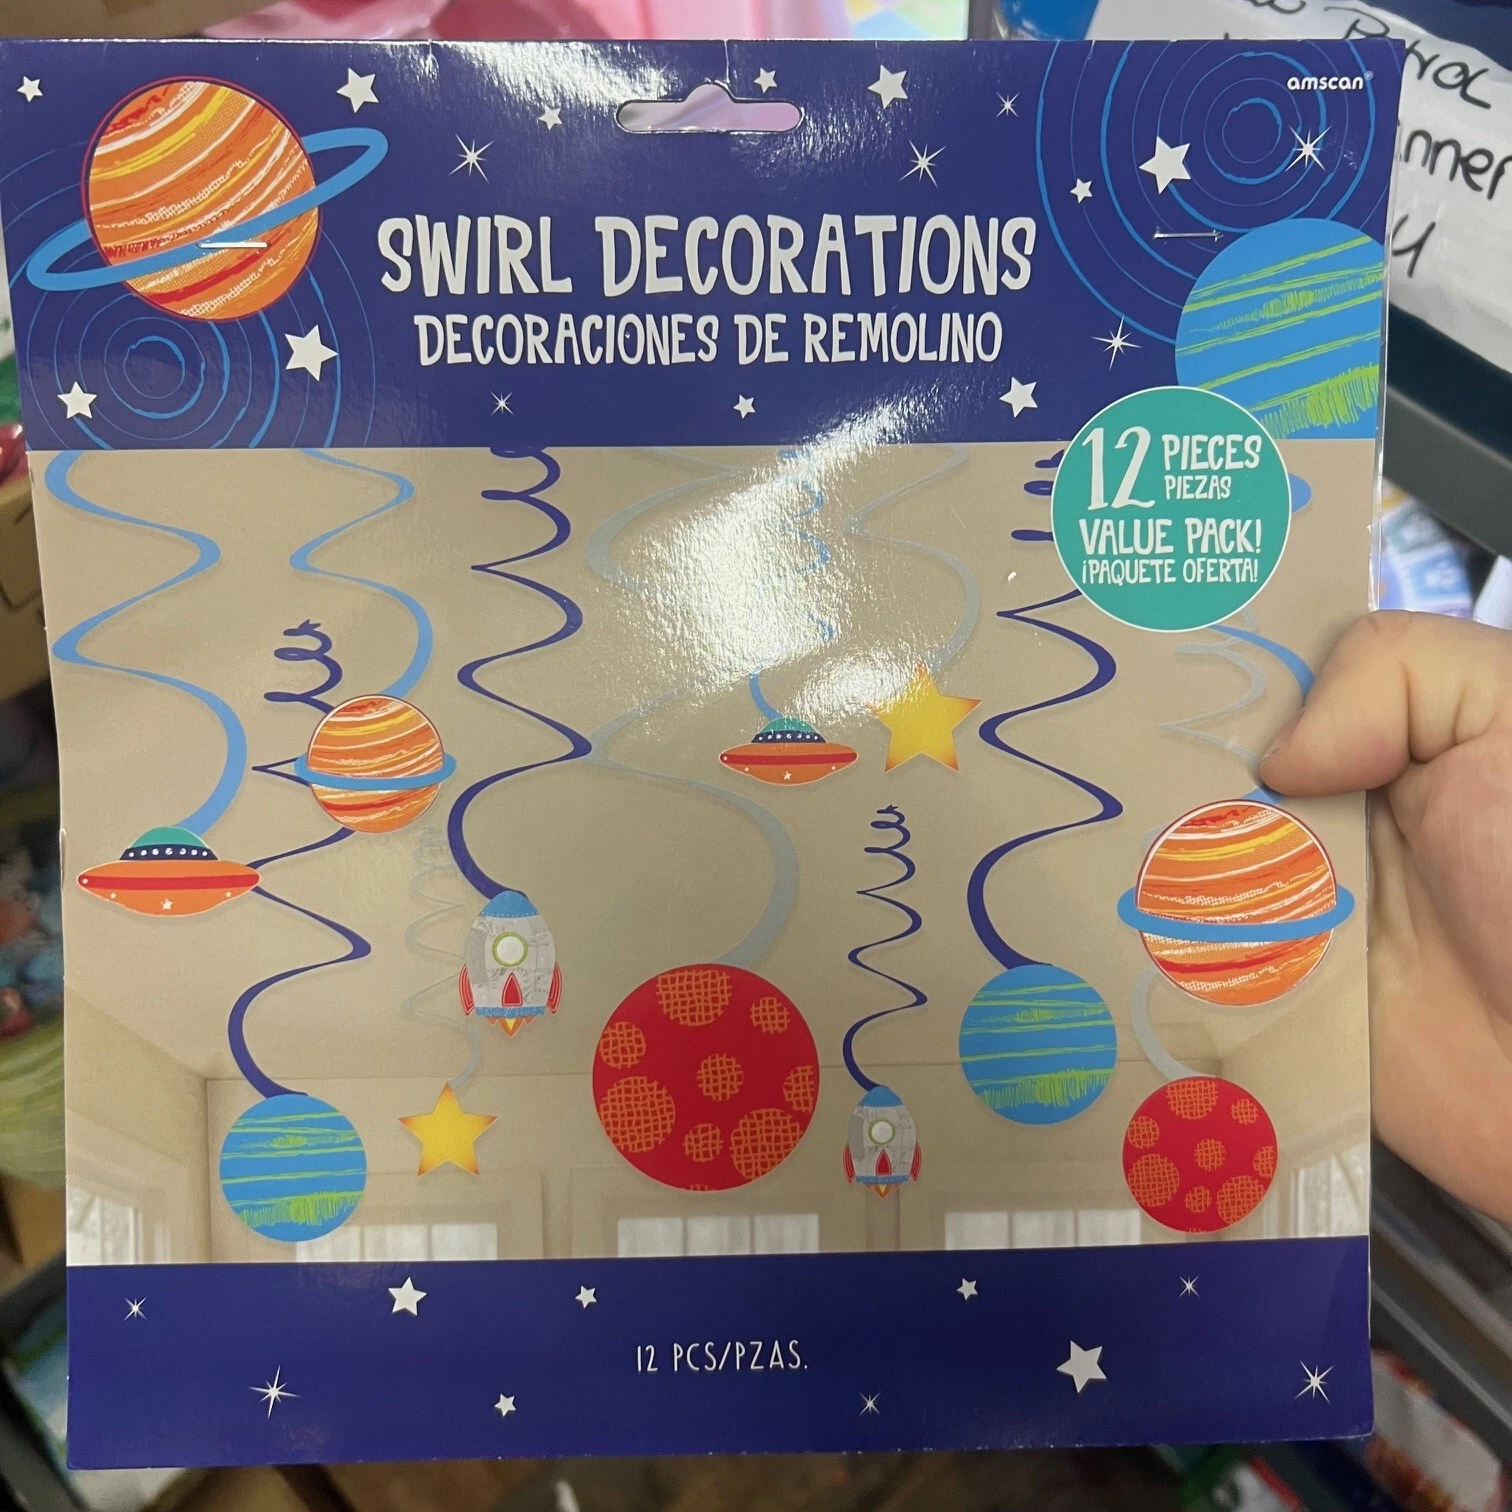 amscan®
SWIRL DECORATIONS
DECORACIONES DE REMOLINO
12 PIECES
PIEZAS
VALUE PACK!
¡PAQUETE OFERTA!
12 PCS/PZAS.